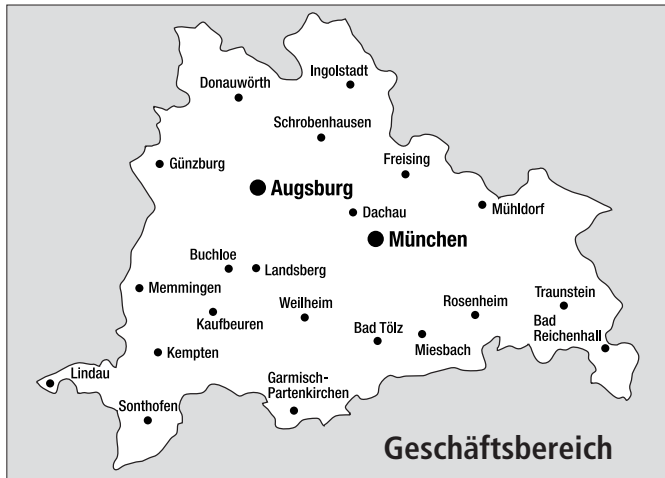 Ingolstadt
Donauwörth
Schrobenhausen
Günzburg
Freising
Augsburg
Mühldorf
Dachau
München
Buchloe
Landsberg
Memmingen
Traunstein
Weilheim
Rosenheim
Kaufbeuren
Bad
Reichenhall
Bad Tölz
Miesbach
Kempten
Lindau
Garmisch-
Partenkirchen
Sonthofen
Geschäftsbereich